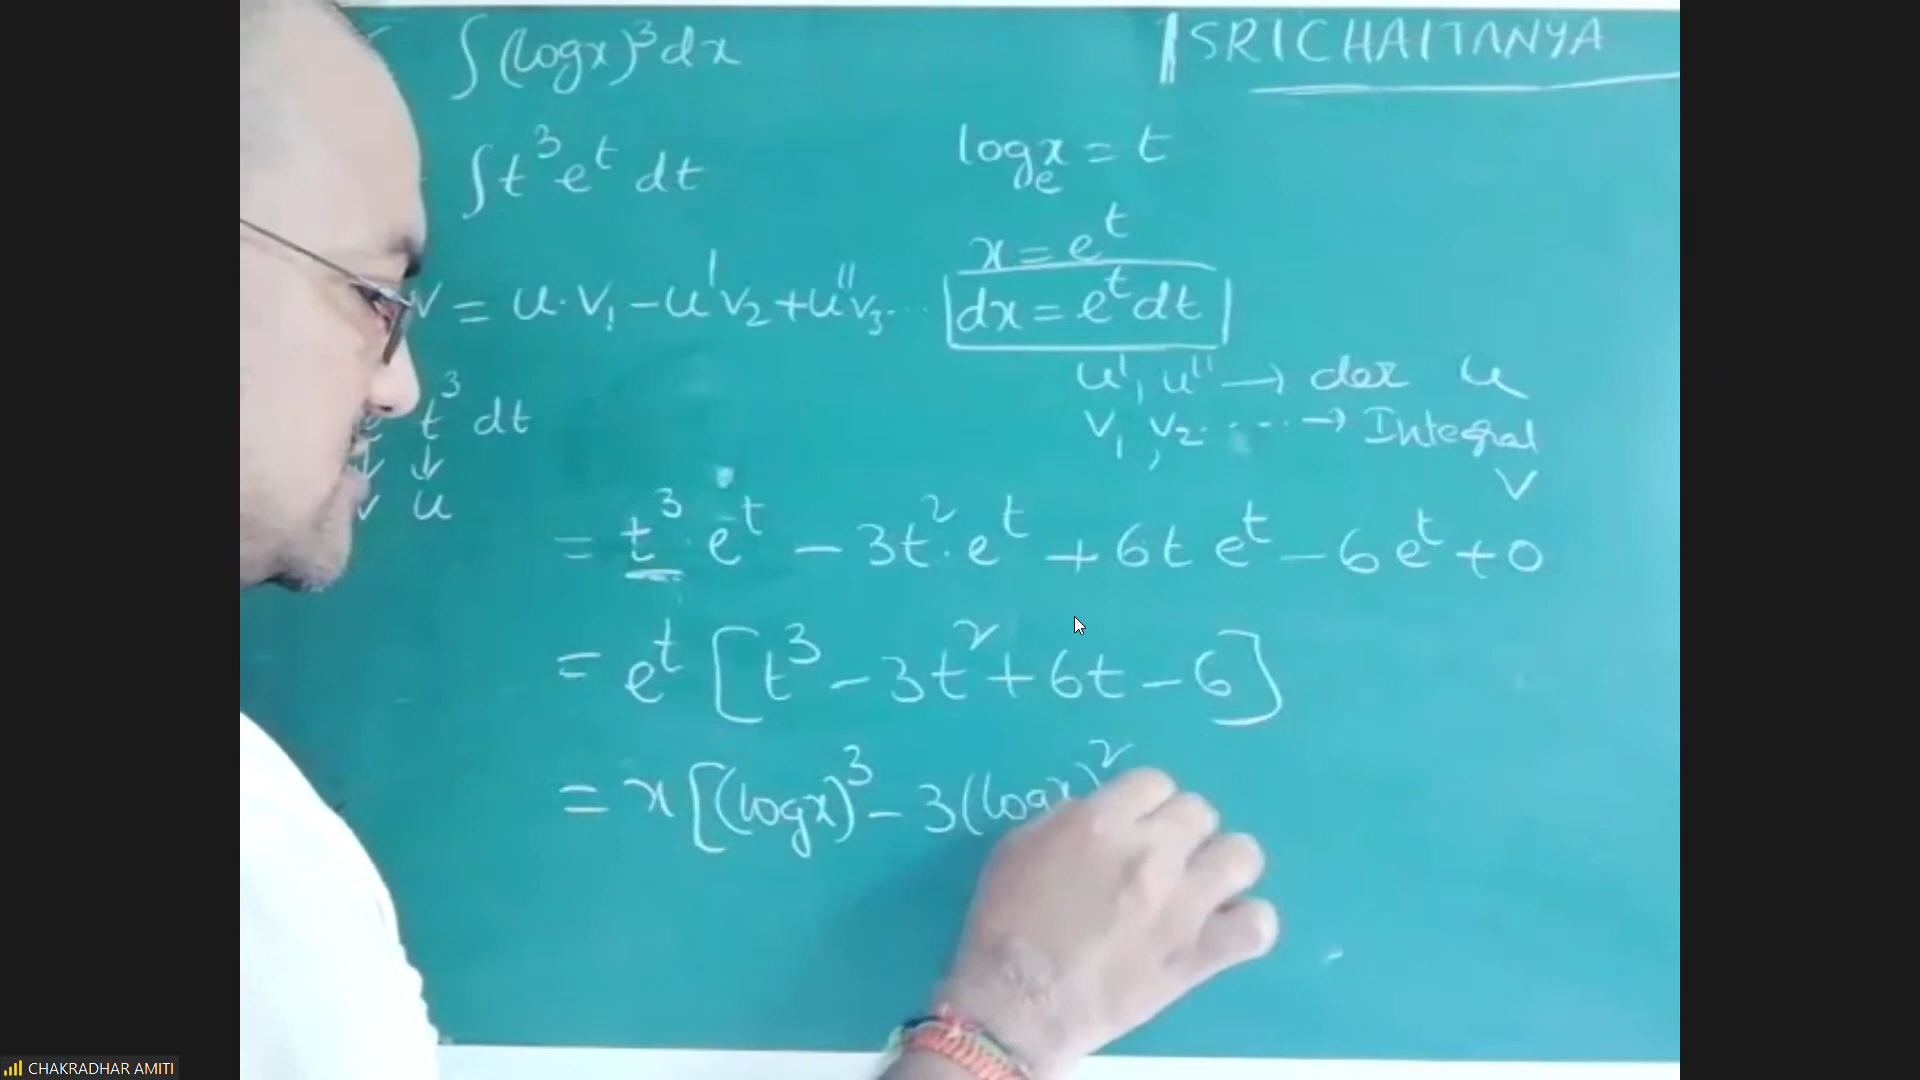 ∫(logx)³dx
SRICHAITANYA
∫t³eᵗ dt
logₑx = t
x = eᵗ
v = u·v₁ - u'v₂ + u''v₃...
dx = eᵗdt
u', u'' → der u
t³ dt
v₁, v₂..... → Integral
v
v u
= t³·eᵗ - 3t²·eᵗ + 6t eᵗ - 6eᵗ + 0
= eᵗ [t³ - 3t² + 6t - 6]
= x[(logx)³ - 3(logx)²
CHAKRADHAR AMITI